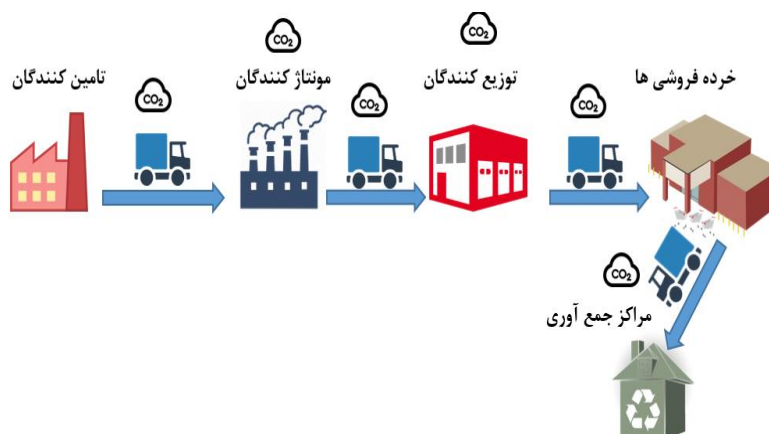 تامین کنندگان
مونتاژ کنندگان
توزیع کنندگان
خرده فروشی ها
CO₂
CO₂
CO₂
CO₂
CO₂
CO₂
مراکز جمع آوری